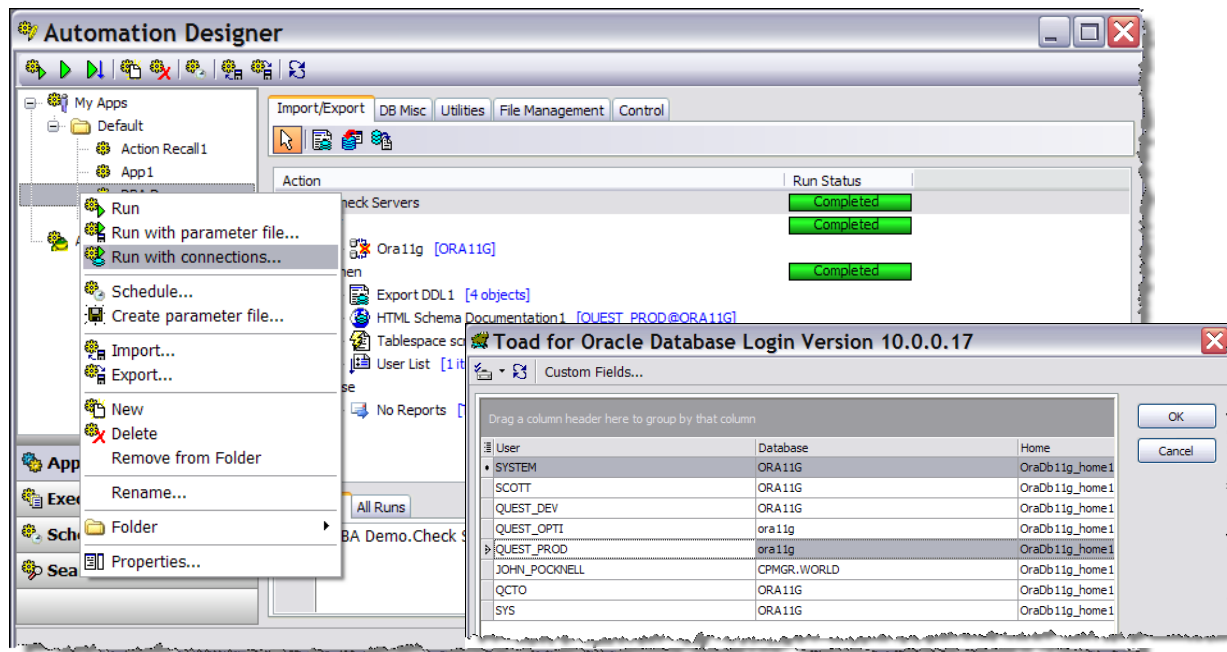 Automation Designer
My Apps
Default
Action Recall1
App1
Import/Export DB Misc Utilities File Management Control
Action Run Status
heck Servers Completed
Completed
Ora11g [ORA11G]
hen Completed
Export DDL1 [4 objects]
HTML Schema Documentation1 [QUEST_PROD@ORA11G]
Tablespace sc
User List [1 it
se
No Reports
Run
Run with parameter file...
Run with connections...
Schedule...
Create parameter file...
Import...
Export...
New
Delete
Remove from Folder
Rename...
Folder
Properties...
App
Exe
Sch
Sea
All Runs
BA Demo.Check S
Toad for Oracle Database Login Version 10.0.0.17
Custom Fields...
Drag a column header here to group by that column
User Database Home
SYSTEM ORA11G OraDb11g_home1
SCOTT ORA11G OraDb11g_home1
QUEST_DEV ORA11G OraDb11g_home1
QUEST_OPTI ora11g OraDb11g_home1
QUEST_PROD ora11g OraDb11g_home1
JOHN_POCKNELL CPMGR.WORLD OraDb11g_home1
QCTO ORA11G OraDb11g_home1
SYS ORA11G OraDb11g_home1
OK
Cancel